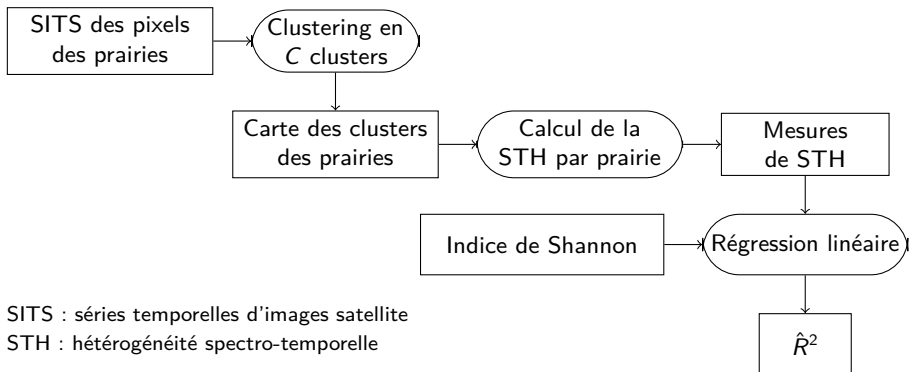 SITS des pixels
des prairies
Clustering en
C clusters
Carte des clusters
des prairies
Calcul de la
STH par prairie
Mesures
de STH
Indice de Shannon
Régression linéaire
SITS : séries temporelles d'images satellite
STH : hétérogénéité spectro-temporelle
R̂²